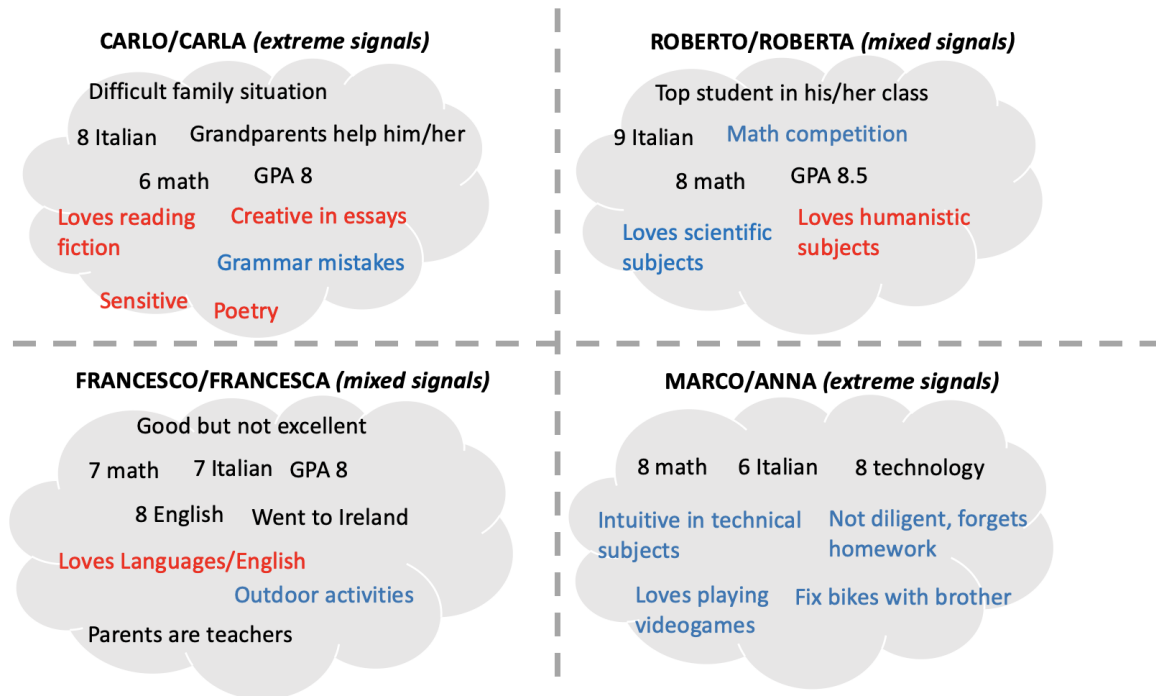 CARLO/CARLA (extreme signals)
Difficult family situation
8 Italian
Grandparents help him/her
6 math
GPA 8
Loves reading
fiction
Creative in essays
Grammar mistakes
Sensitive
Poetry
ROBERTO/ROBERTA (mixed signals)
Top student in his/her class
9 Italian
Math competition
8 math
GPA 8.5
Loves scientific
subjects
Loves humanistic
subjects
FRANCESCO/FRANCESCA (mixed signals)
Good but not excellent
7 math
7 Italian
GPA 8
8 English
Went to Ireland
Loves Languages/English
Outdoor activities
Parents are teachers
MARCO/ANNA (extreme signals)
8 math
6 Italian
8 technology
Intuitive in technical
subjects
Not diligent, forgets
homework
Loves playing
videogames
Fix bikes with brother